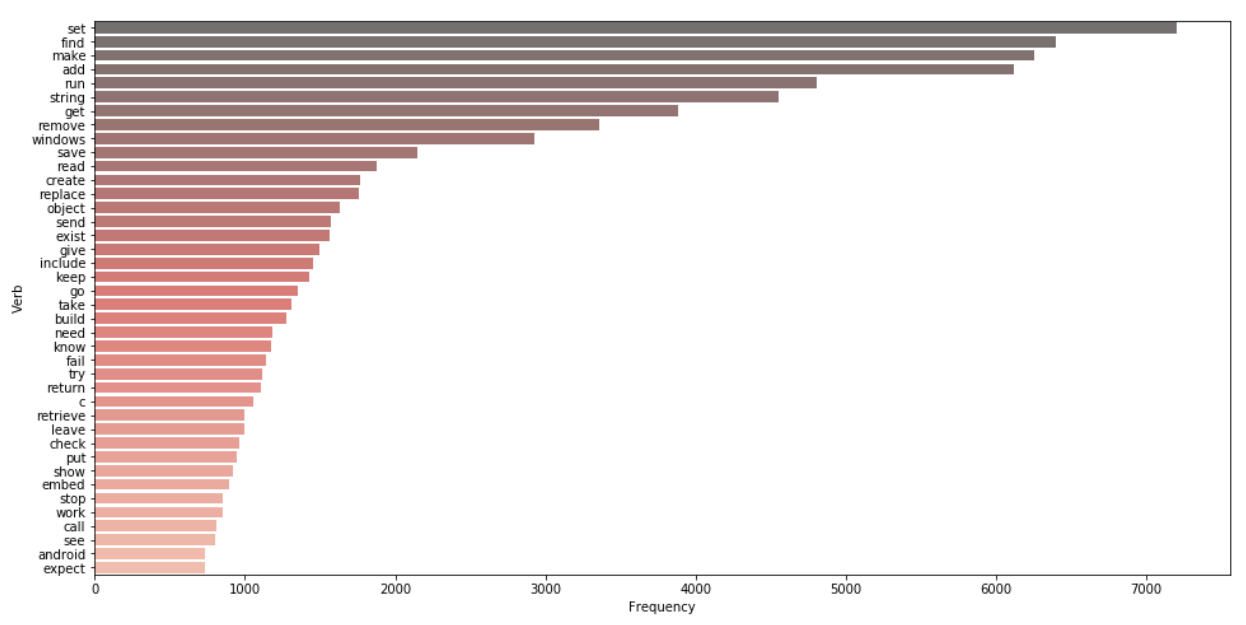 set
find
make
add
run
string
get
remove
windows
save
read
create
replace
object
send
exist
give
include
keep
go
take
build
need
know
fail
try
return
c
retrieve
leave
check
put
show
embed
stop
work
call
see
android
expect
Verb
0 1000 2000 3000 4000 5000 6000 7000
Frequency